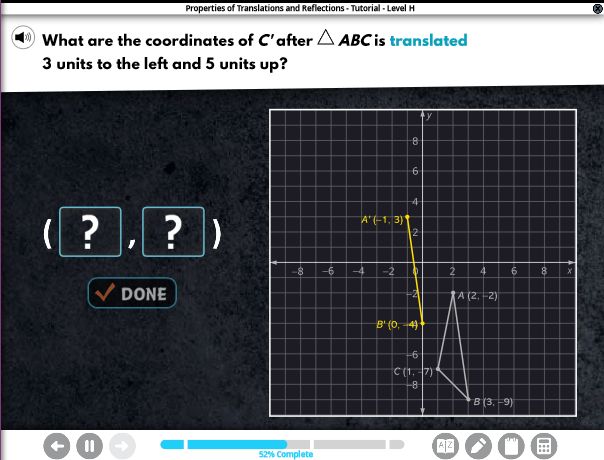 Properties of Translations and Reflections - Tutorial - Level H
What are the coordinates of C' after △ ABC is translated
3 units to the left and 5 units up?
( ? , ? )
DONE
y
8
6
4
A' (−1, 3)
2
−8 −6 −4 −2 0 2 4 6 8 x
−2
A (2, −2)
B' (0, −4)
−6
C (1, −7)
−8
B (3, −9)
52% Complete
A Z